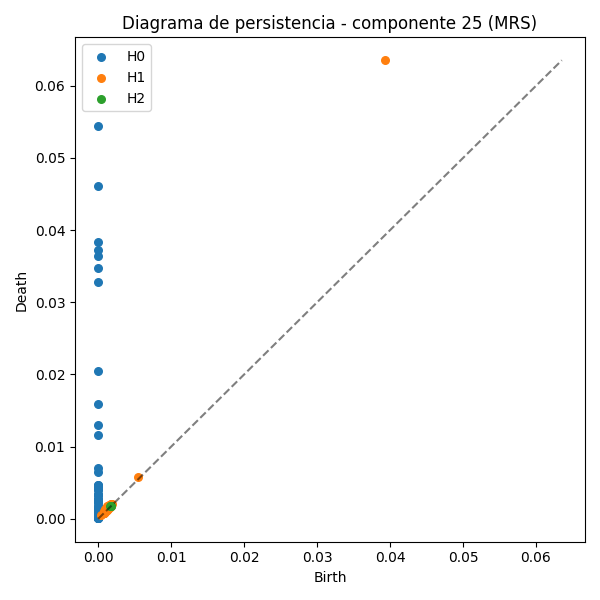 Diagrama de persistencia - componente 25 (MRS)
H0
H1
H2
0.06
0.05
0.04
0.03
0.02
0.01
0.00
Death
0.00 0.01 0.02 0.03 0.04 0.05 0.06
Birth